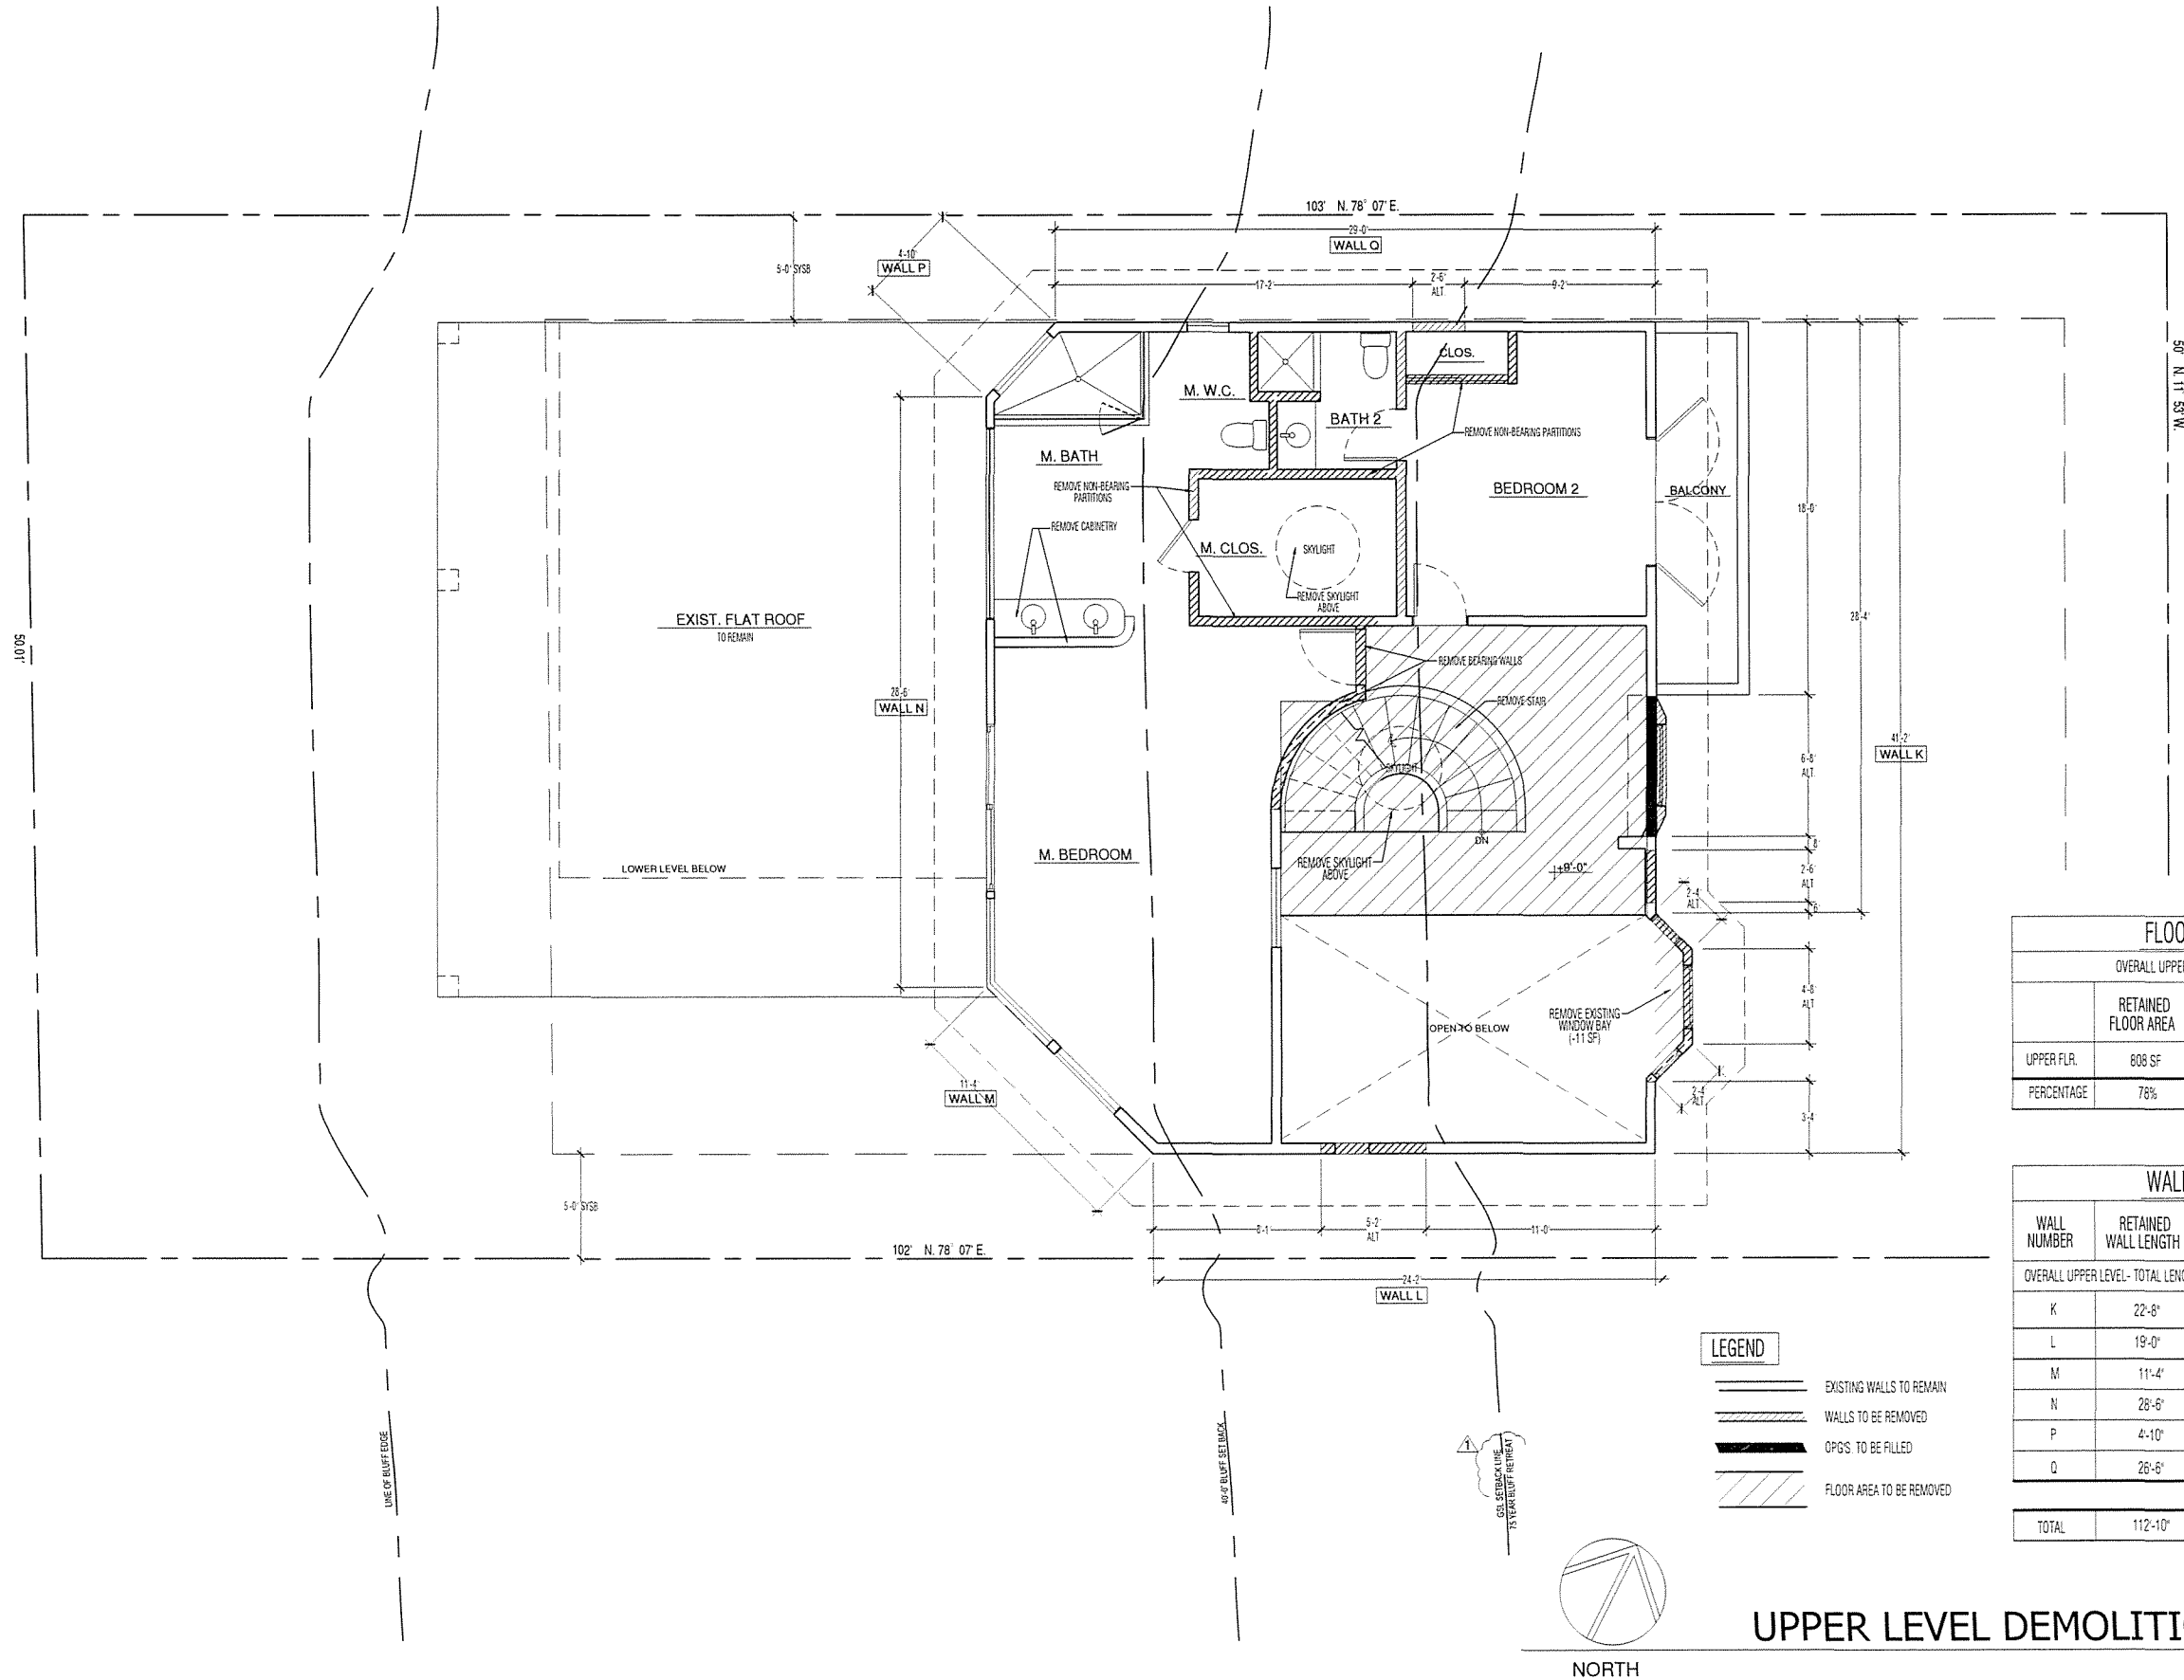 103' N. 78° 07' E.
29'-0"
WALL Q
4'-10"
WALL P
5'-0" SYSB
17'-2"
2'-6"
ALT.
9'-2"
50' N. 11° 53' W.
CLOS.
M. W.C.
BATH 2
REMOVE NON-BEARING PARTITIONS
M. BATH
REMOVE NON-BEARING
PARTITIONS
BEDROOM 2
BALCONY
18'-0"
REMOVE CABINETRY
M. CLOS.
SKYLIGHT
REMOVE SKYLIGHT
ABOVE
EXIST. FLAT ROOF
TO REMAIN
28'-4"
50.01'
REMOVE BEARING WALLS
28'-6"
WALL N
REMOVE STAIR
41'-2"
WALL K
SKYLIGHT
6'-8"
ALT.
DN
M. BEDROOM
LOWER LEVEL BELOW
REMOVE SKYLIGHT
ABOVE
+9'-0"
8"
2'-6"
ALT
6"
2'-4"
ALT.
4'-8"
ALT
OPEN TO BELOW
REMOVE EXISTING
WINDOW BAY
(-11 SF)
11'-4"
WALL M
2'-4"
ALT.
3'-4"
5'-0" SYSB
8'-1"
5'-2"
ALT
11'-0"
102' N. 78° 07' E.
24'-2"
WALL L
FLOO
OVERALL UPPE
RETAINED
FLOOR AREA
UPPER FLR.
808 SF
PERCENTAGE
78%
WALL
WALL
NUMBER
RETAINED
WALL LENGTH
OVERALL UPPER LEVEL- TOTAL LENG
K 22'-8"
L 19'-0"
M 11'-4"
N 28'-6"
P 4'-10"
Q 26'-6"
TOTAL 112'-10"
LEGEND
EXISTING WALLS TO REMAIN
WALLS TO BE REMOVED
OPG'S. TO BE FILLED
FLOOR AREA TO BE REMOVED
LINE OF BLUFF EDGE
40'-0" BLUFF SET BACK
1
GSL SETBACK LINE
75 YEAR BLUFF RETREAT
NORTH
UPPER LEVEL DEMOLITI